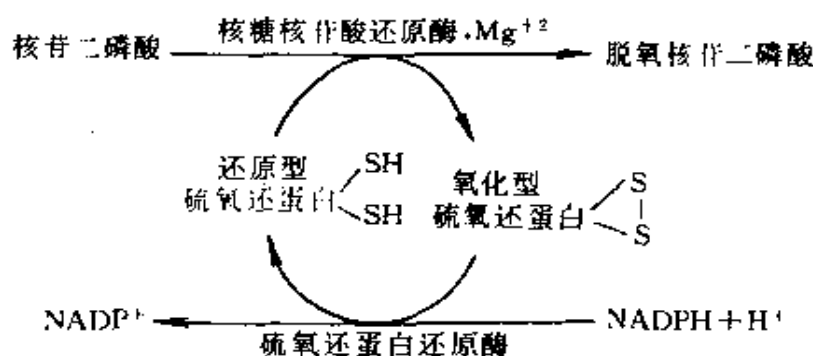 核糖核苷酸还原酶·Mg⁺²
核苷二磷酸
脱氧核苷二磷酸
还原型
硫氧还蛋白
SH
SH
氧化型
硫氧还蛋白
S
S
NADP⁺
NADPH+H⁺
硫氧还蛋白还原酶